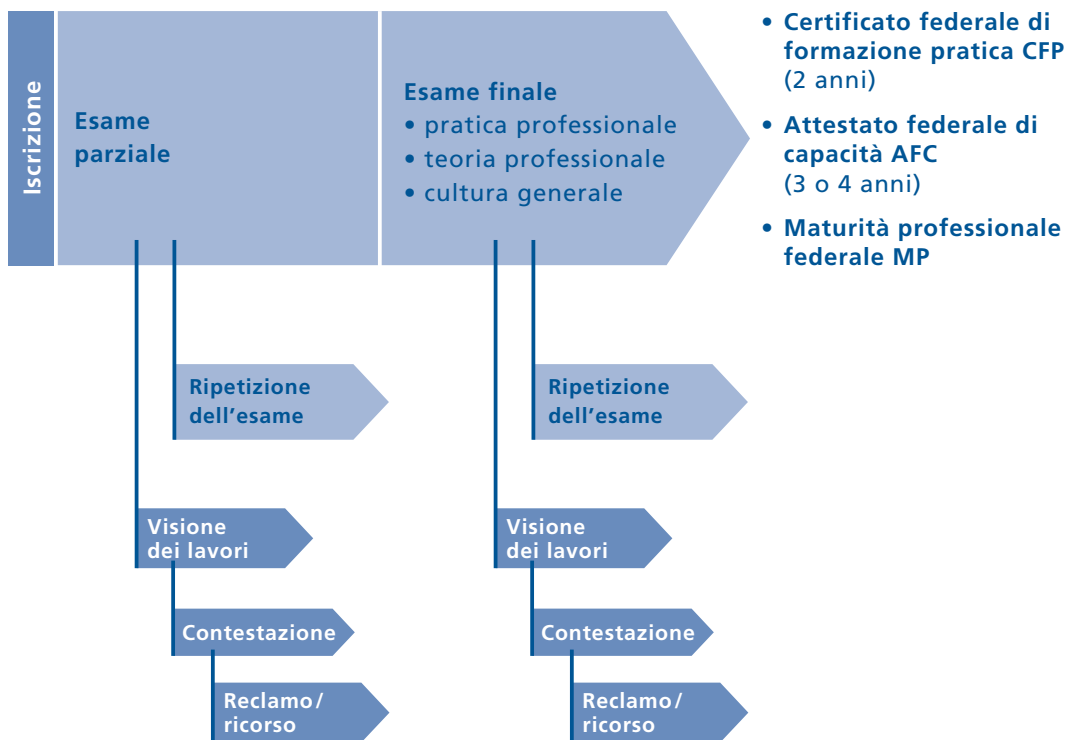 Iscrizione
Esame
parziale
Esame finale
• pratica professionale
• teoria professionale
• cultura generale
• Certificato federale di
formazione pratica CFP
(2 anni)
• Attestato federale di
capacità AFC
(3 o 4 anni)
• Maturità professionale
federale MP
Ripetizione
dell’esame
Ripetizione
dell’esame
Visione
dei lavori
Visione
dei lavori
Contestazione
Contestazione
Reclamo/
ricorso
Reclamo/
ricorso